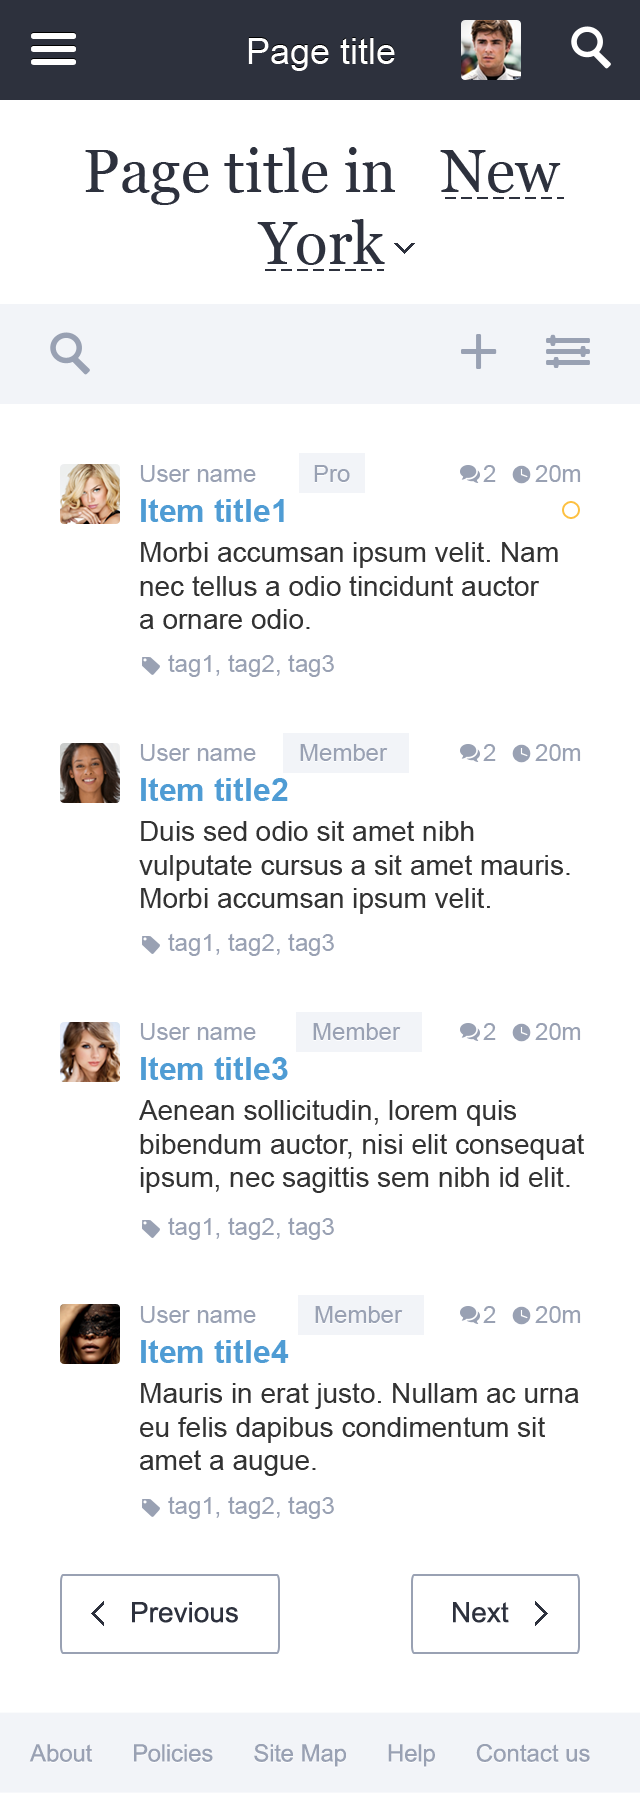 Page title
Page title in New
York
User name Pro 2 20m
Item title1
Morbi accumsan ipsum velit. Nam
nec tellus a odio tincidunt auctor
a ornare odio.
tag1, tag2, tag3
User name Member 2 20m
Item title2
Duis sed odio sit amet nibh
vulputate cursus a sit amet mauris.
Morbi accumsan ipsum velit.
tag1, tag2, tag3
User name Member 2 20m
Item title3
Aenean sollicitudin, lorem quis
bibendum auctor, nisi elit consequat
ipsum, nec sagittis sem nibh id elit.
tag1, tag2, tag3
User name Member 2 20m
Item title4
Mauris in erat justo. Nullam ac urna
eu felis dapibus condimentum sit
amet a augue.
tag1, tag2, tag3
Previous Next
About Policies Site Map Help Contact us